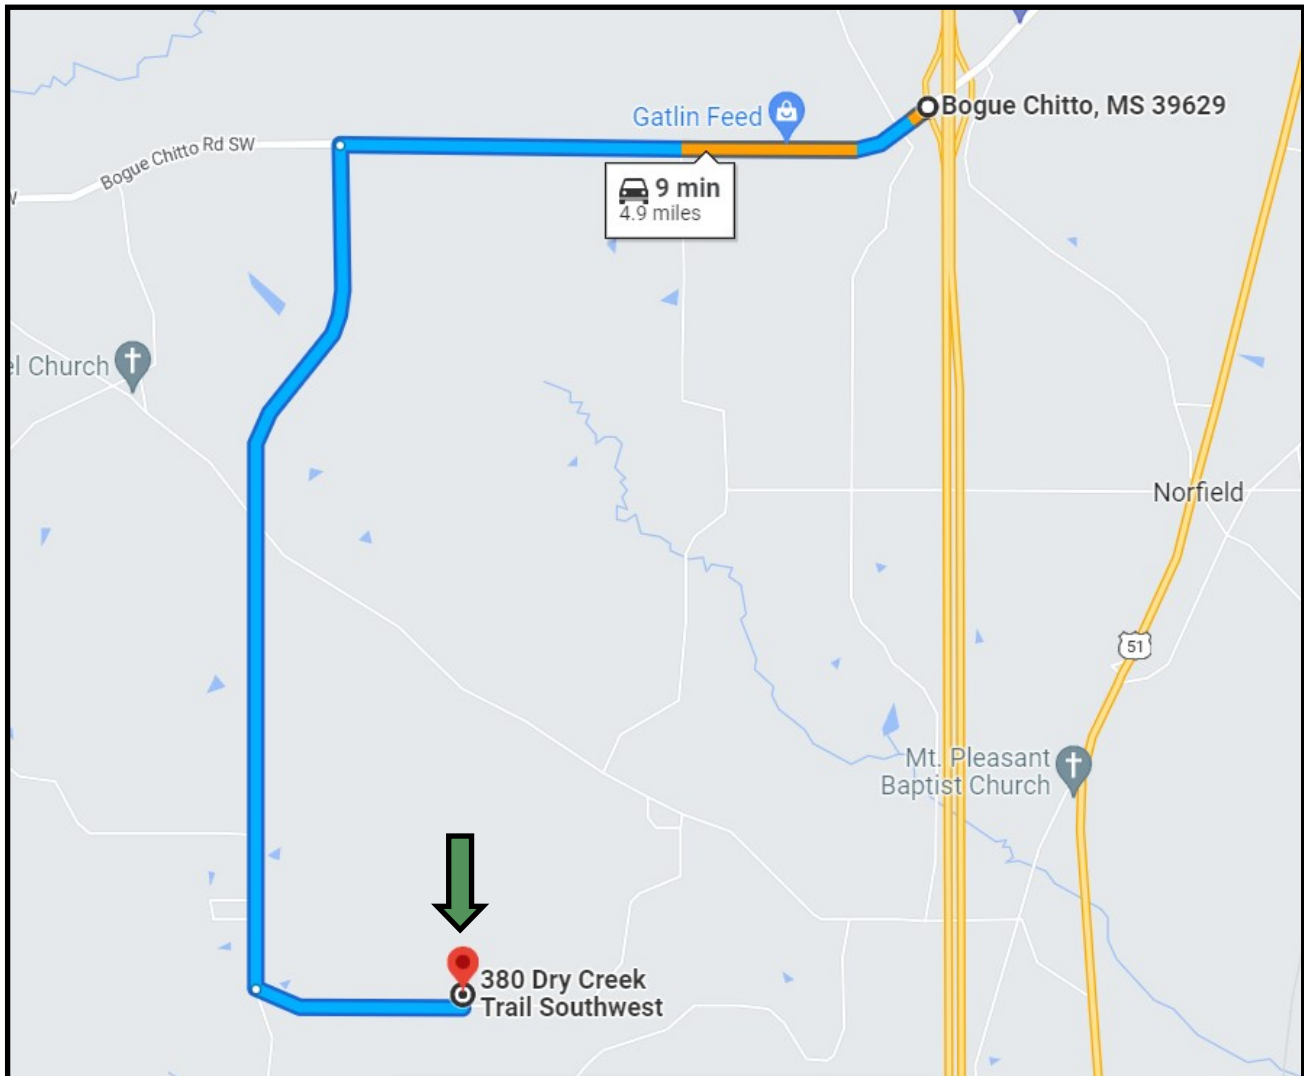 Bogue Chitto, MS 39629
Gatlin Feed
Bogue Chitto Rd SW
9 min
4.9 miles
el Church
Norfield
51
Mt. Pleasant
Baptist Church
380 Dry Creek
Trail Southwest